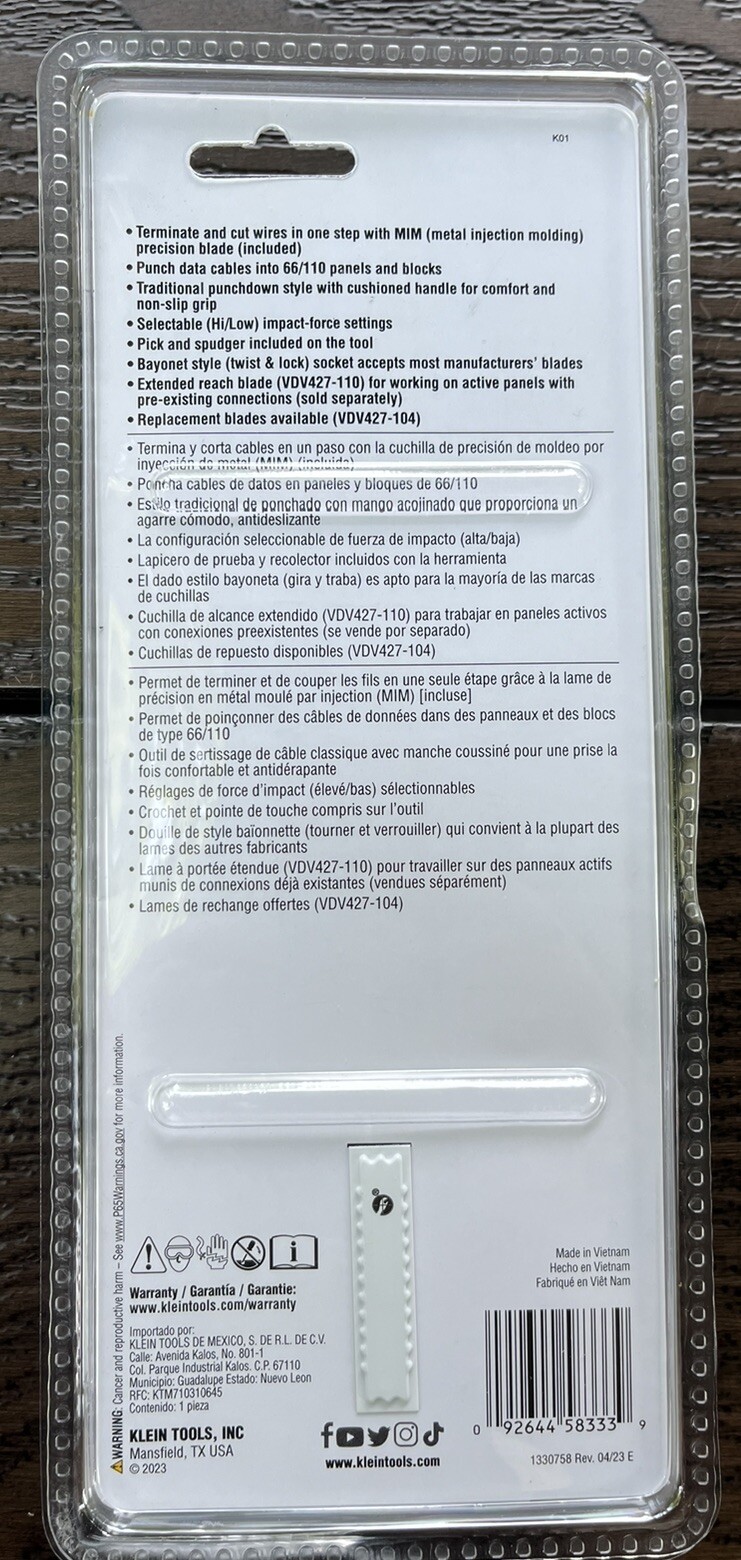 K01
• Terminate and cut wires in one step with MIM (metal injection molding)
precision blade (included)
• Punch data cables into 66/110 panels and blocks
• Traditional punchdown style with cushioned handle for comfort and
non-slip grip
• Selectable (Hi/Low) impact-force settings
• Pick and spudger included on the tool
• Bayonet style (twist & lock) socket accepts most manufacturers' blades
• Extended reach blade (VDV427-110) for working on active panels with
pre-existing connections (sold separately)
• Replacement blades available (VDV427-104)
• Termina y corta cables en un paso con la cuchilla de precisión de moldeo por
inyección de metal (MIM) (incluida)
• Poncha cables de datos en paneles y bloques de 66/110
• Estilo tradicional de ponchado con mango acojinado que proporciona un
agarre cómodo, antideslizante
• La configuración seleccionable de fuerza de impacto (alta/baja)
• Lapicero de prueba y recolector incluidos con la herramienta
• El dado estilo bayoneta (gira y traba) es apto para la mayoría de las marcas
de cuchillas
• Cuchilla de alcance extendido (VDV427-110) para trabajar en paneles activos
con conexiones preexistentes (se vende por separado)
• Cuchillas de repuesto disponibles (VDV427-104)
• Permet de terminer et de couper les fils en une seule étape grâce à la lame de
précision en métal moulé par injection (MIM) [incluse]
• Permet de poinçonner des câbles de données dans des panneaux et des blocs
de type 66/110
• Outil de sertissage de câble classique avec manche coussiné pour une prise la
fois confortable et antidérapante
• Réglages de force d'impact (élevé/bas) sélectionnables
• Crochet et pointe de touche compris sur l'outil
• Douille de style baïonnette (tourner et verrouiller) qui convient à la plupart des
lames des autres fabricants
• Lame à portée étendue (VDV427-110) pour travailler sur des panneaux actifs
munis de connexions déjà existantes (vendues séparément)
• Lames de rechange offertes (VDV427-104)
⚠WARNING: Cancer and reproductive harm – See www.P65Warnings.ca.gov for more information.
Warranty / Garantía / Garantie:
www.kleintools.com/warranty
Importado por:
KLEIN TOOLS DE MEXICO, S. DE R.L. DE C.V.
Calle: Avenida Kalos, No. 801-1
Col. Parque Industrial Kalos. C.P. 67110
Municipio: Guadalupe Estado: Nuevo Leon
RFC: KTM710310645
Contenido: 1 pieza
KLEIN TOOLS, INC
Mansfield, TX USA
© 2023
www.kleintools.com
Made in Vietnam
Hecho en Vietnam
Fabriqué en Viêt Nam
0 92644 58333 9
1330758 Rev. 04/23 E